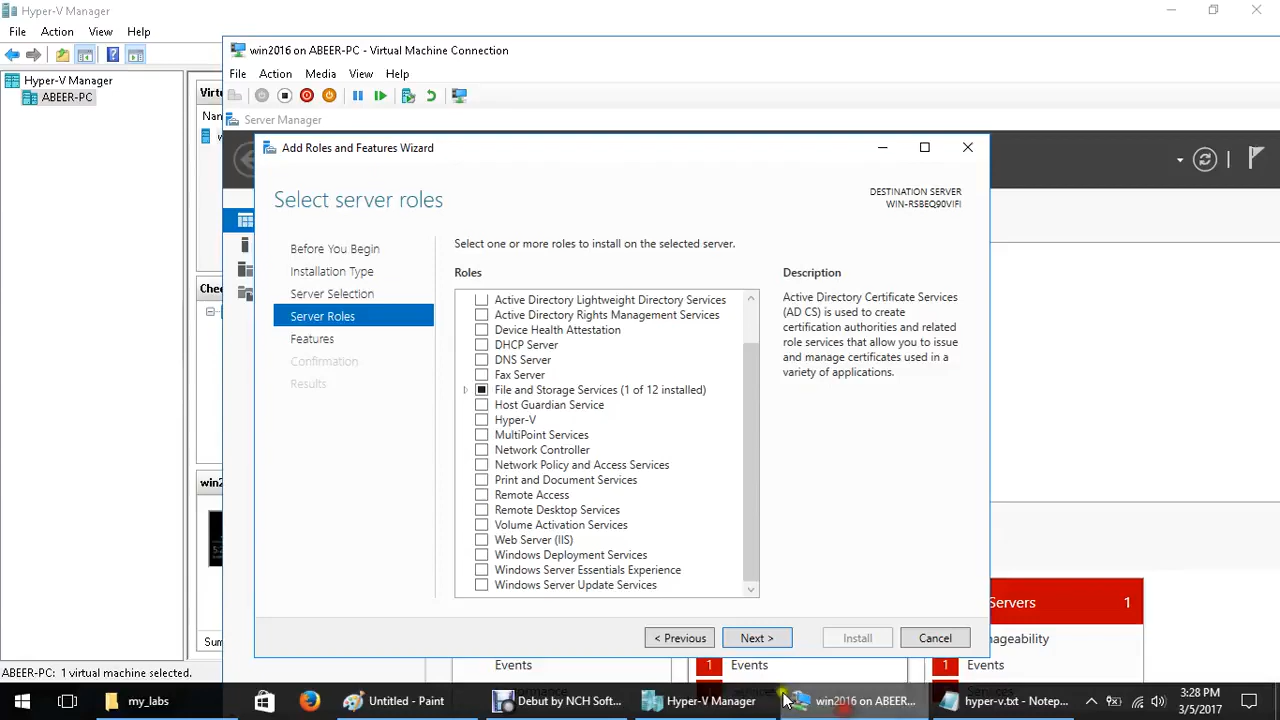 Hyper-V Manager
File Action View Help
Hyper-V Manager
ABEER-PC
win2016 on ABEER-PC - Virtual Machine Connection
File Action Media View Help
Virtu
Nan
Server Manager
Add Roles and Features Wizard
Select server roles
DESTINATION SERVER
WIN-RSBEQ90VIFI
Before You Begin
Installation Type
Server Selection
Server Roles
Features
Confirmation
Results
Select one or more roles to install on the selected server.
Roles
Active Directory Lightweight Directory Services
Active Directory Rights Management Services
Device Health Attestation
DHCP Server
DNS Server
Fax Server
File and Storage Services (1 of 12 installed)
Host Guardian Service
Hyper-V
MultiPoint Services
Network Controller
Network Policy and Access Services
Print and Document Services
Remote Access
Remote Desktop Services
Volume Activation Services
Web Server (IIS)
Windows Deployment Services
Windows Server Essentials Experience
Windows Server Update Services
Description
Active Directory Certificate Services
(AD CS) is used to create
certification authorities and related
role services that allow you to issue
and manage certificates used in a
variety of applications.
< Previous Next > Install Cancel
Chec
win2
Sum
Servers 1
nageability
Events 1 Events 1 Events
ABEER-PC: 1 virtual machine selected.
my_labs Untitled - Paint Debut by NCH Soft... Hyper-V Manager win2016 on ABEER... hyper-v.txt - Notep...
3:28 PM
3/5/2017